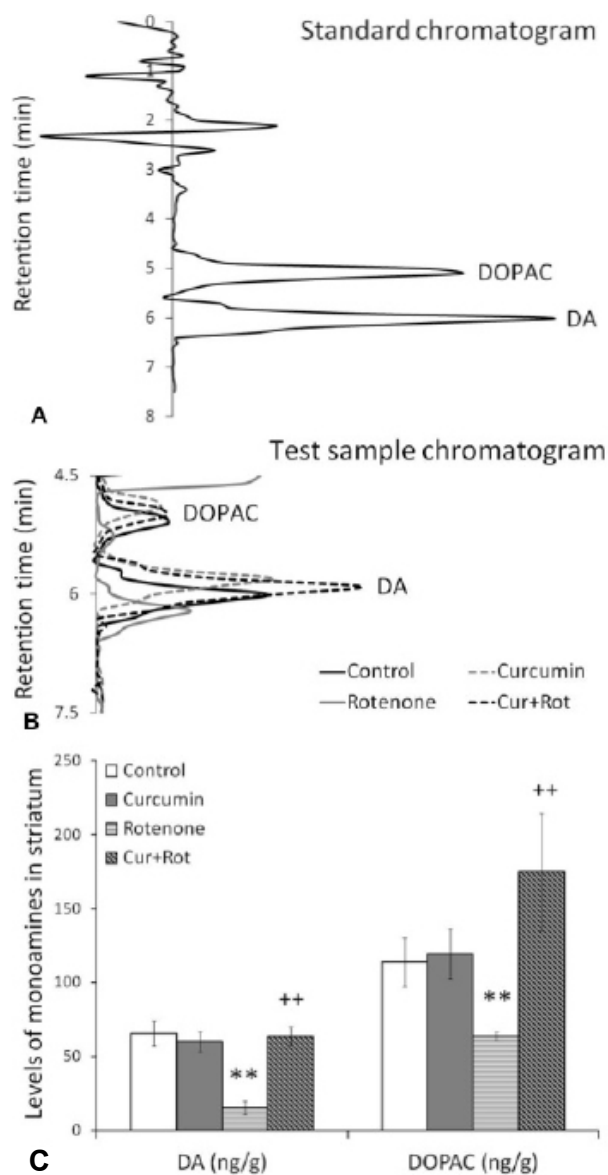 Standard chromatogram
0
1
2
3
4
5
6
7
8
Retention time (min)
DOPAC
DA
A
Test sample chromatogram
4.5
6
7.5
Retention time (min)
DOPAC
DA
Control
Curcumin
Rotenone
Cur+Rot
B
250
200
150
100
50
0
Levels of monoamines in striatum
Control
Curcumin
Rotenone
Cur+Rot
**
++
**
++
DA (ng/g)
DOPAC (ng/g)
C